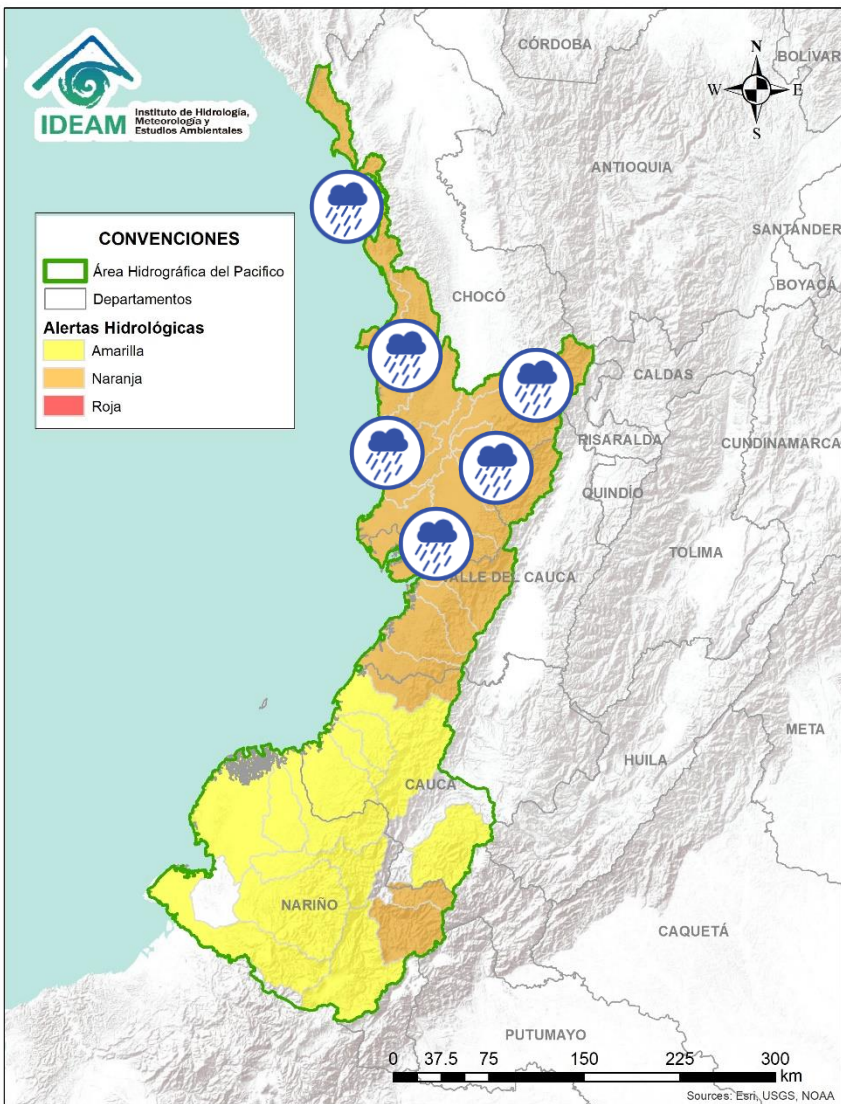 IDEAM
Instituto de Hidrología,
Meteorología y
Estudios Ambientales
N
W
E
S
CONVENCIONES
Área Hidrográfica del Pacifico
Departamentos
Alertas Hidrológicas
Amarilla
Naranja
Roja
CÓRDOBA
BOLÍVAR
ANTIOQUIA
SANTANDER
BOYACÁ
CHOCÓ
CALDAS
RISARALDA
CUNDINAMARCA
QUINDÍO
TOLIMA
VALLE DEL CAUCA
META
HUILA
CAUCA
NARIÑO
CAQUETÁ
PUTUMAYO
0 37.5 75 150 225 300
km
Sources: Esri, USGS, NOAA